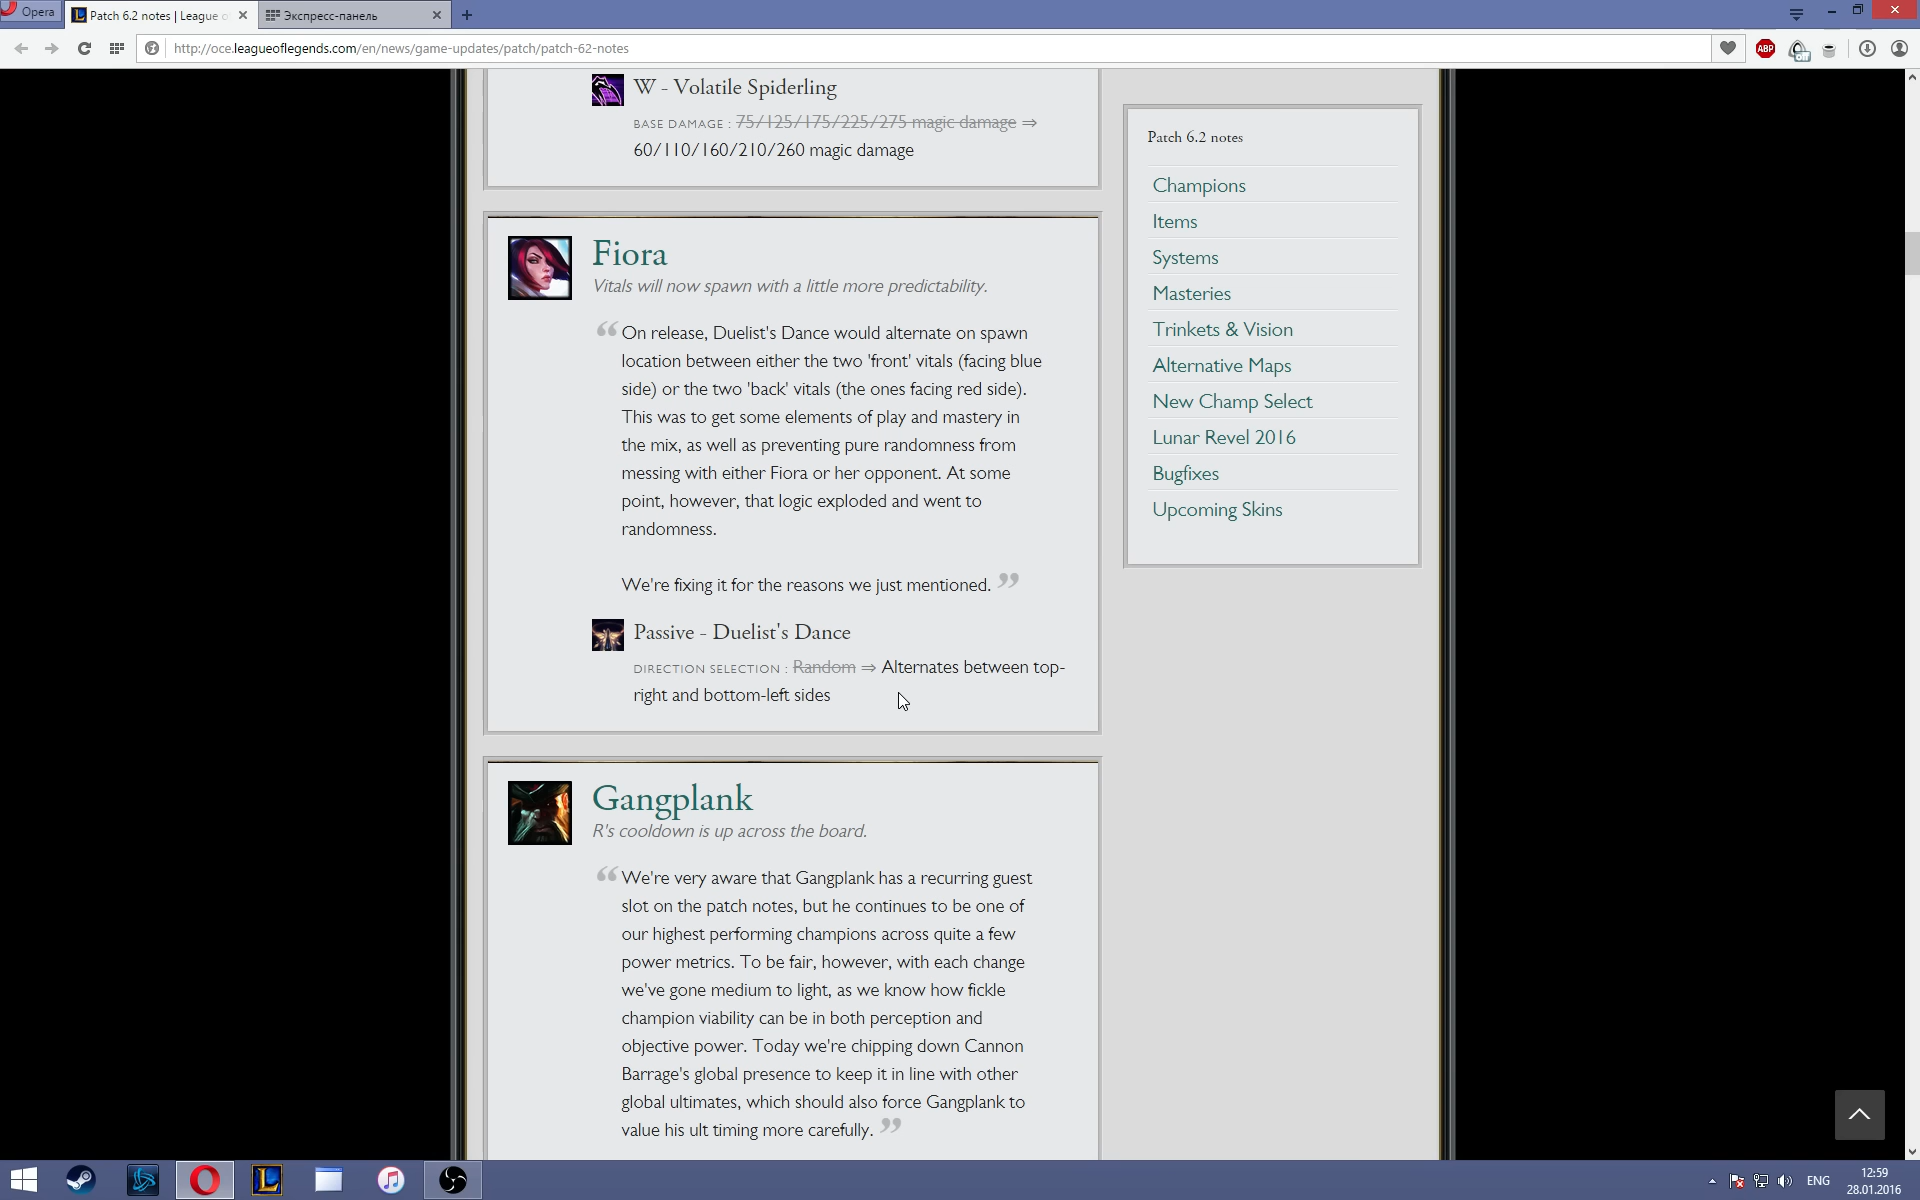 Opera
Patch 6.2 notes | League o
Экспресс-панель
http://oce.leagueoflegends.com/en/news/game-updates/patch/patch-62-notes
ABP
off
W - Volatile Spiderling
BASE DAMAGE : 75/125/175/225/275 magic damage ⇒
60/110/160/210/260 magic damage
Fiora
Vitals will now spawn with a little more predictability.
“ On release, Duelist's Dance would alternate on spawn
location between either the two 'front' vitals (facing blue
side) or the two 'back' vitals (the ones facing red side).
This was to get some elements of play and mastery in
the mix, as well as preventing pure randomness from
messing with either Fiora or her opponent. At some
point, however, that logic exploded and went to
randomness.
We're fixing it for the reasons we just mentioned. ”
Passive - Duelist's Dance
DIRECTION SELECTION : Random ⇒ Alternates between top-
right and bottom-left sides
Gangplank
R's cooldown is up across the board.
“ We're very aware that Gangplank has a recurring guest
slot on the patch notes, but he continues to be one of
our highest performing champions across quite a few
power metrics. To be fair, however, with each change
we've gone medium to light, as we know how fickle
champion viability can be in both perception and
objective power. Today we're chipping down Cannon
Barrage's global presence to keep it in line with other
global ultimates, which should also force Gangplank to
value his ult timing more carefully. ”
Patch 6.2 notes
Champions
Items
Systems
Masteries
Trinkets & Vision
Alternative Maps
New Champ Select
Lunar Revel 2016
Bugfixes
Upcoming Skins
ENG
12:59
28.01.2016